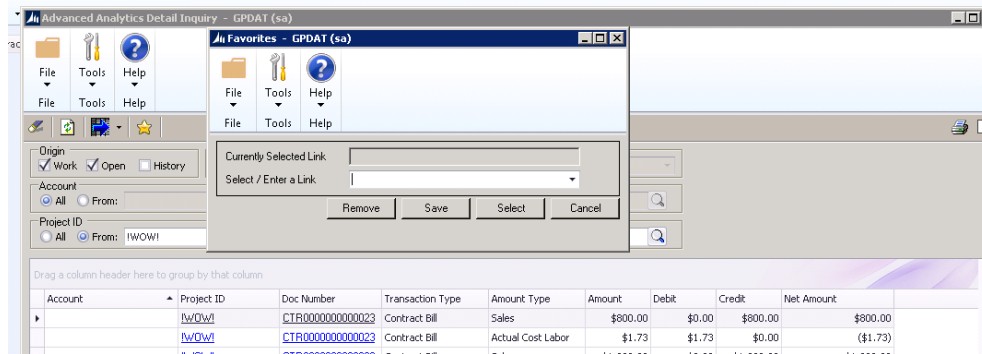 rac
Advanced Analytics Detail Inquiry - GPDAT (sa)
File Tools Help
File Tools Help
Favorites - GPDAT (sa)
File Tools Help
File Tools Help
Currently Selected Link
Select / Enter a Link
Remove Save Select Cancel
Origin
Work Open History
Account
All From:
Project ID
All From: !WOW!
Drag a column header here to group by that column
Account Project ID Doc Number Transaction Type Amount Type Amount Debit Credit Net Amount
!WOW! CTR0000000000023 Contract Bill Sales $800.00 $0.00 $800.00 $800.00
!WOW! CTR0000000000023 Contract Bill Actual Cost Labor $1.73 $1.73 $0.00 ($1.73)